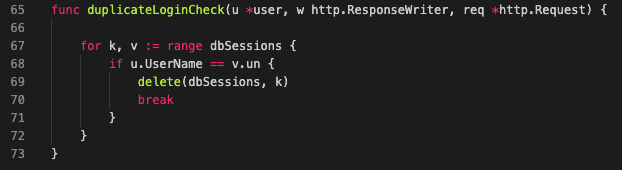 65 func duplicateLoginCheck(u *user, w http.ResponseWriter, req *http.Request) {
66
67     for k, v := range dbSessions {
68         if u.UserName == v.un {
69             delete(dbSessions, k)
70             break
71         }
72     }
73 }